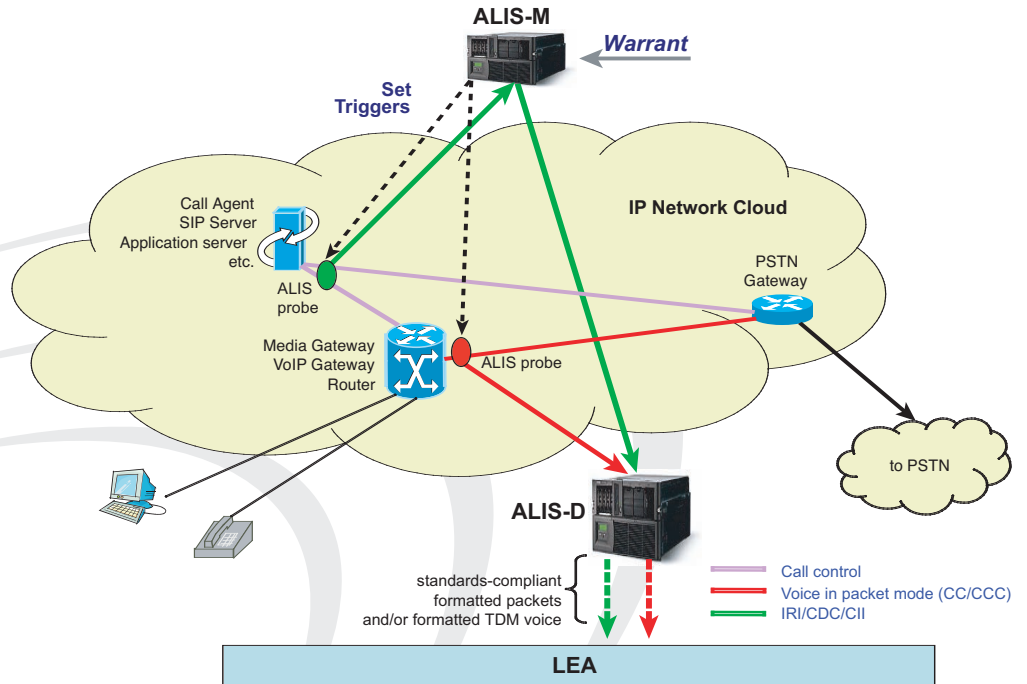 ALIS-M
Warrant
Set
Triggers
IP Network Cloud
Call Agent
SIP Server
Application server
etc.
ALIS
probe
PSTN
Gateway
Media Gateway
VoIP Gateway
Router
ALIS probe
to PSTN
ALIS-D
standards-compliant
formatted packets
and/or formatted TDM voice
Call control
Voice in packet mode (CC/CCC)
IRI/CDC/CII
LEA